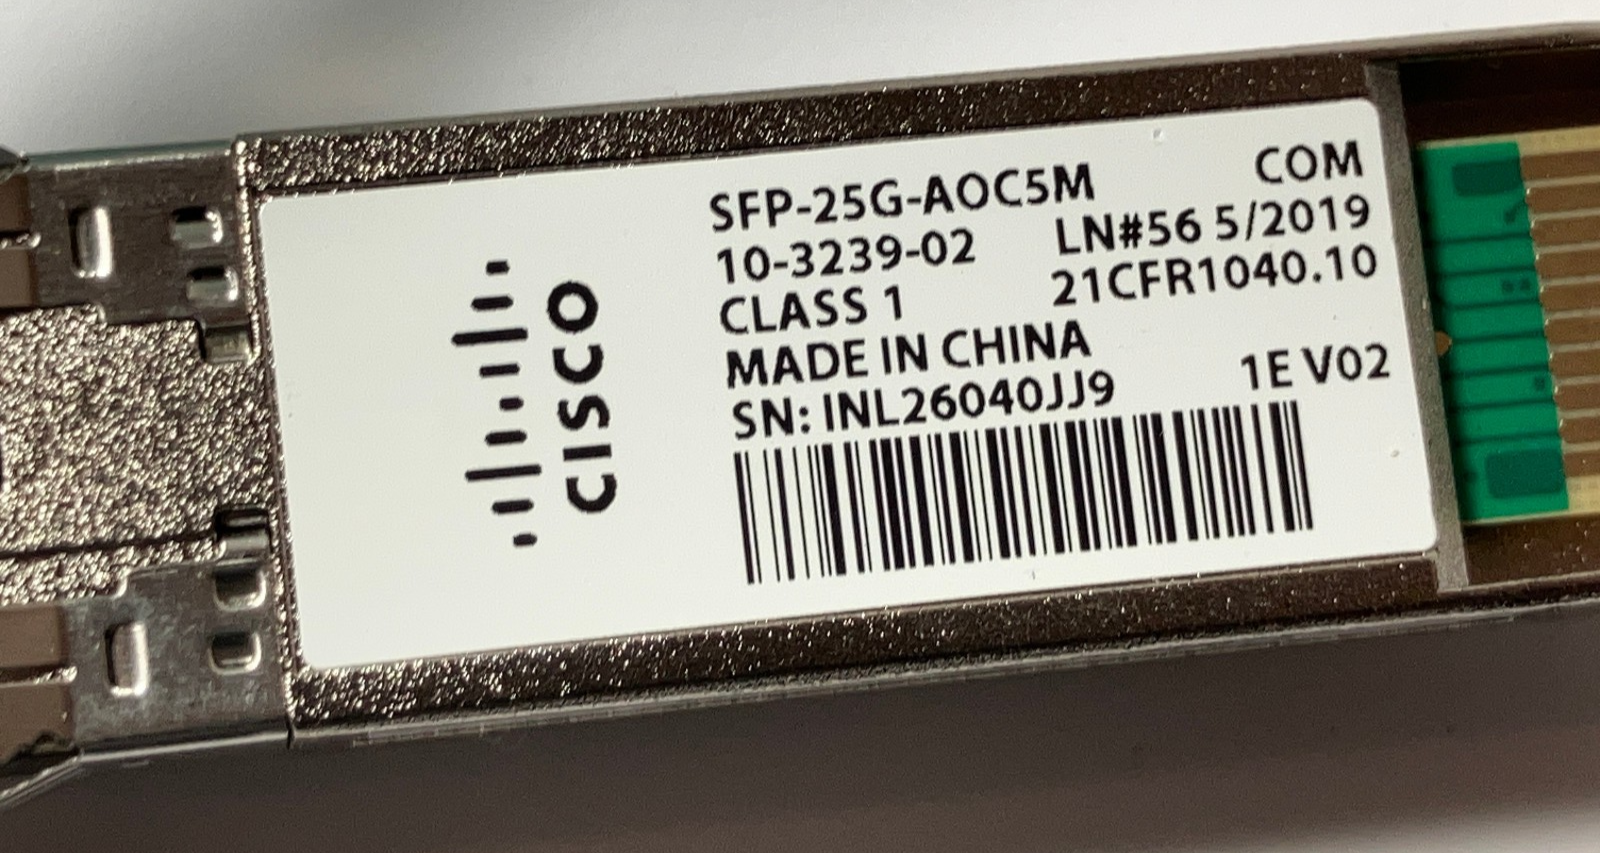 CISCO
SFP-25G-AOC5M COM
10-3239-02 LN#56 5/2019
CLASS 1 21CFR1040.10
MADE IN CHINA
SN: INL26040JJ9 1E V02